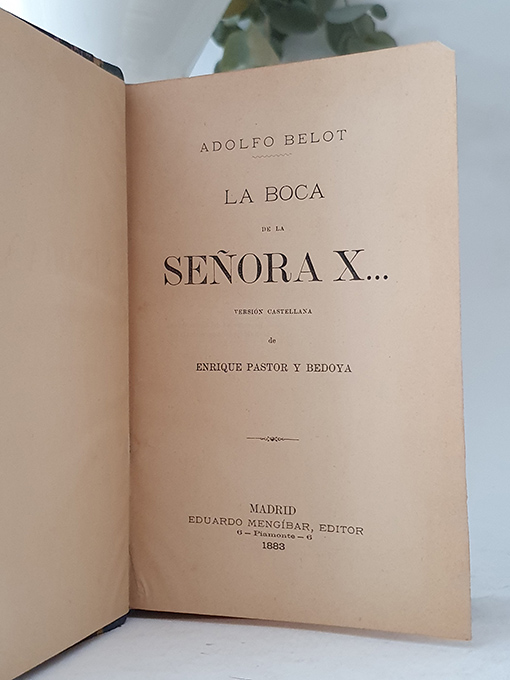 ADOLFO BELOT
LA BOCA
DE LA
SEÑORA X...
VERSIÓN CASTELLANA
de
ENRIQUE PASTOR Y BEDOYA
MADRID
EDUARDO MENGÍBAR, EDITOR
6 — Piamonte — 6
1883